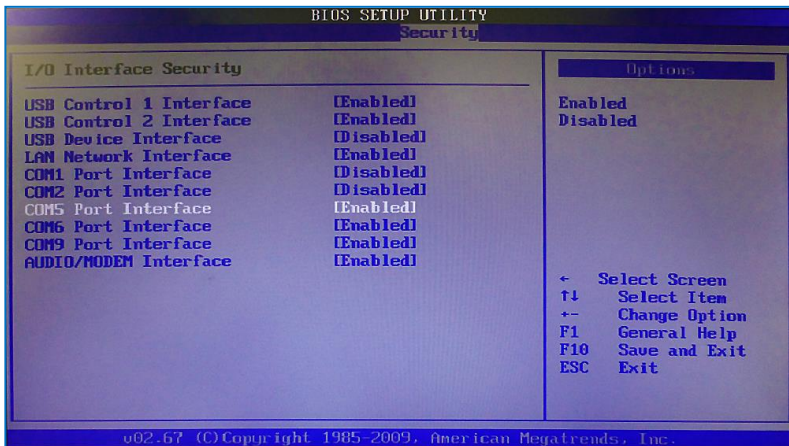 BIOS SETUP UTILITY
Security
I/O Interface Security
USB Control 1 Interface [Enabled]
USB Control 2 Interface [Enabled]
USB Device Interface [Disabled]
LAN Network Interface [Enabled]
COM1 Port Interface [Disabled]
COM2 Port Interface [Disabled]
COM5 Port Interface [Enabled]
COM6 Port Interface [Enabled]
COM9 Port Interface [Enabled]
AUDIO/MODEM Interface [Enabled]
Options
Enabled
Disabled
← Select Screen
↑↓ Select Item
+- Change Option
F1 General Help
F10 Save and Exit
ESC Exit
v02.67 (C)Copyright 1985-2009, American Megatrends, Inc.